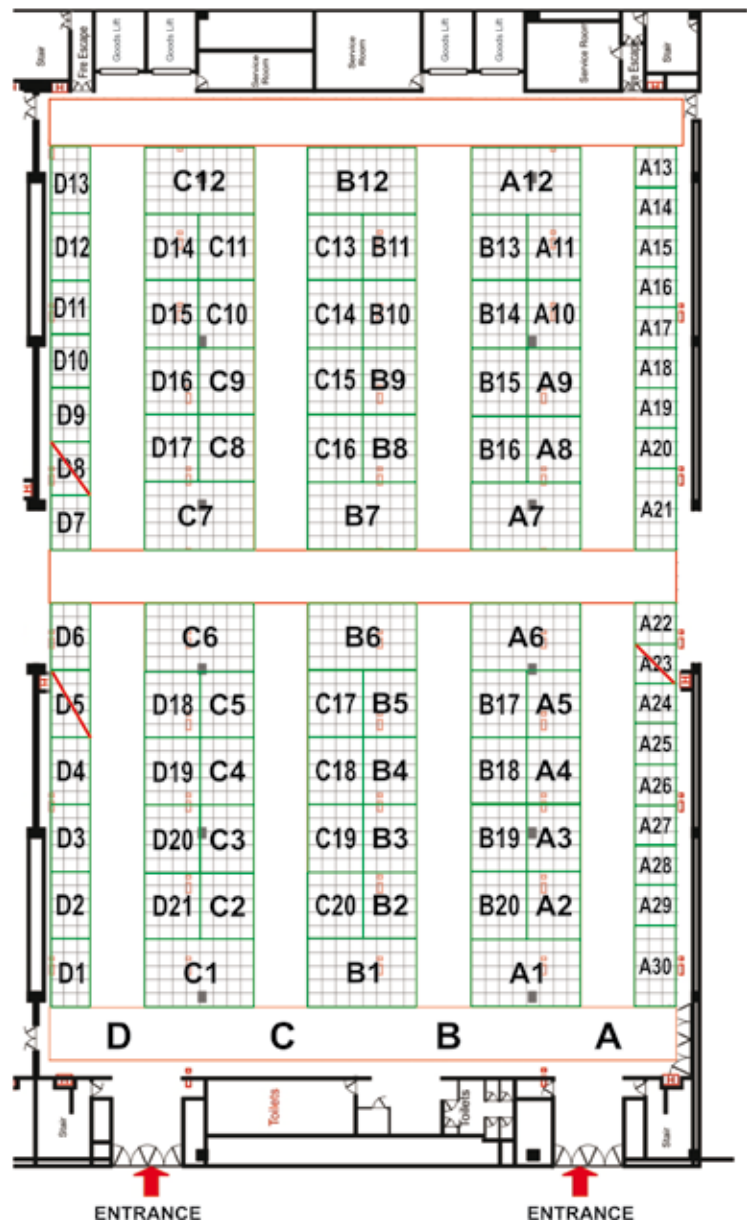 Stair
Fire Escape
Goods Lift
Goods Lift
Service Room
Service Room
Goods Lift
Goods Lift
Service Room
Fire Escape
Stair
D13 C12 B12 A12 A13
A14
D12 D14 C11 C13 B11 B13 A11 A15
A16
D11 D15 C10 C14 B10 B14 A10 A17
D10 D16 C9 C15 B9 B15 A9 A18
D9 A19
D8 D17 C8 C16 B8 B16 A8 A20
D7 C7 B7 A7 A21
D6 C6 B6 A6 A22
A23
D5 D18 C5 C17 B5 B17 A5 A24
A25
D4 D19 C4 C18 B4 B18 A4 A26
D3 D20 C3 C19 B3 B19 A3 A27
A28
D2 D21 C2 C20 B2 B20 A2 A29
D1 C1 B1 A1 A30
D C B A
Stair
Toilets
Toilets
Stair
ENTRANCE ENTRANCE